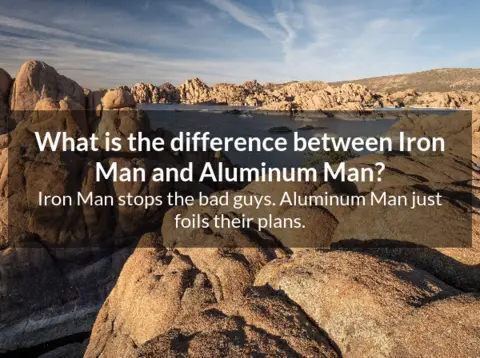 What is the difference between Iron
Man and Aluminum Man?
Iron Man stops the bad guys. Aluminum Man just
foils their plans.